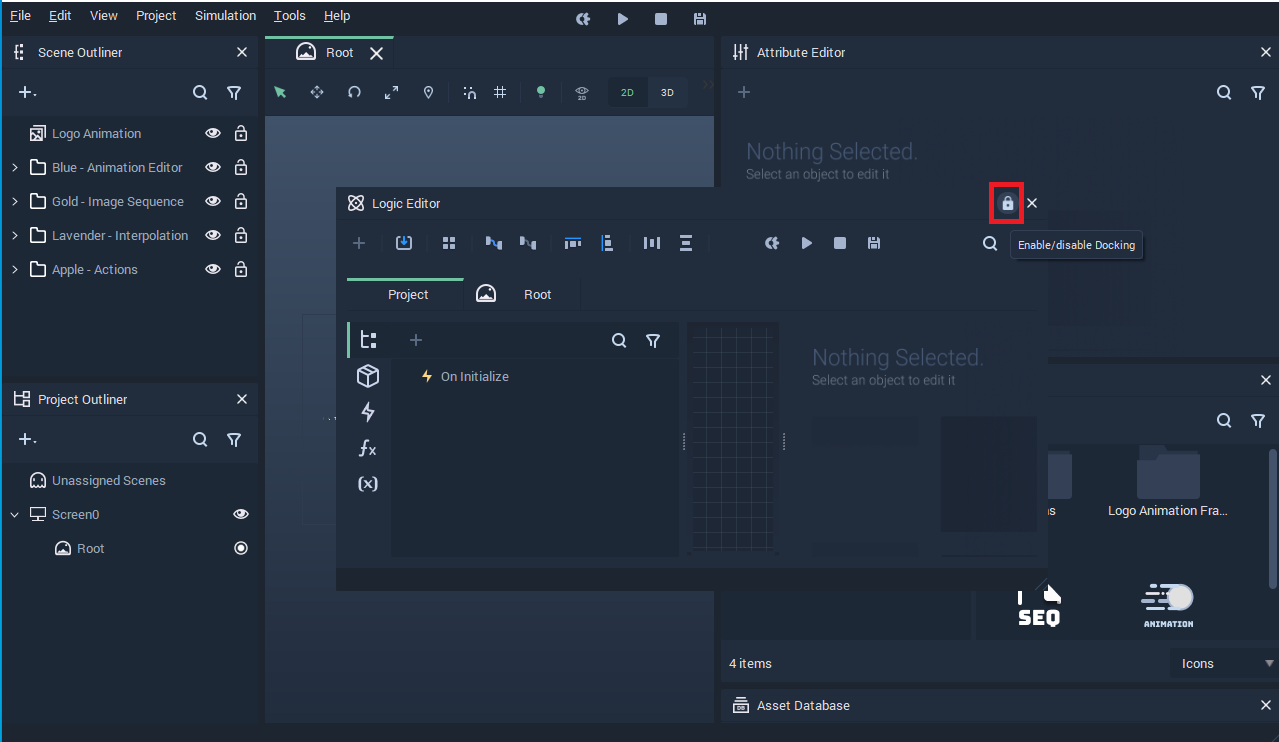 File Edit View Project Simulation Tools Help
Scene Outliner
Root
Attribute Editor
2D
2D
3D
Logo Animation
Blue - Animation Editor
Gold - Image Sequence
Lavender - Interpolation
Apple - Actions
Nothing Selected.
Select an object to edit it
Logic Editor
Enable/disable Docking
Project
Root
On Initialize
fx
(x)
Nothing Selected.
Select an object to edit it
Project Outliner
Unassigned Scenes
Screen0
Root
Logo Animation Fra...
SEQ
ANIMATION
4 items
Icons
DB
Asset Database